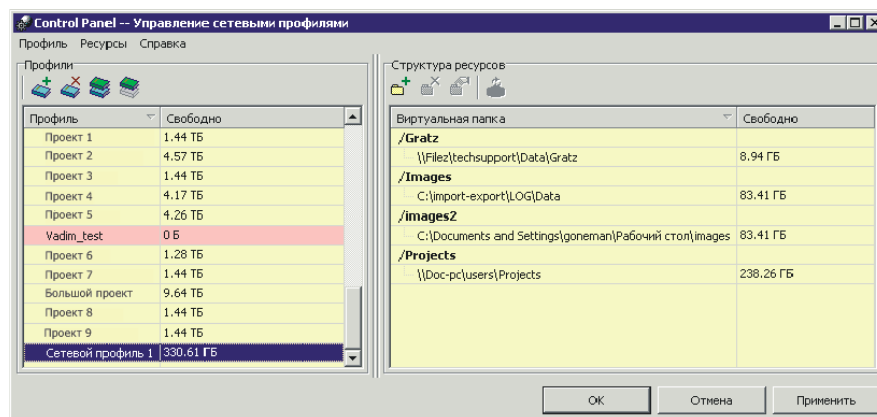 Control Panel -- Управление сетевыми профилями
Профиль Ресурсы Справка
Профили
Профиль Свободно
Проект 1 1.44 ТБ
Проект 2 4.57 ТБ
Проект 3 1.44 ТБ
Проект 4 4.17 ТБ
Проект 5 4.26 ТБ
Vadim_test 0 Б
Проект 6 1.28 ТБ
Проект 7 1.44 ТБ
Большой проект 9.64 ТБ
Проект 8 1.44 ТБ
Проект 9 1.44 ТБ
Сетевой профиль 1 330.61 ГБ
Структура ресурсов
Виртуальная папка Свободно
/Gratz
\\Filez\techsupport\Data\Gratz 8.94 ГБ
/Images
C:\import-export\LOG\Data 83.41 ГБ
/images2
C:\Documents and Settings\goneman\Рабочий стол\images 83.41 ГБ
/Projects
\\Doc-pc\users\Projects 238.26 ГБ
OK Отмена Применить